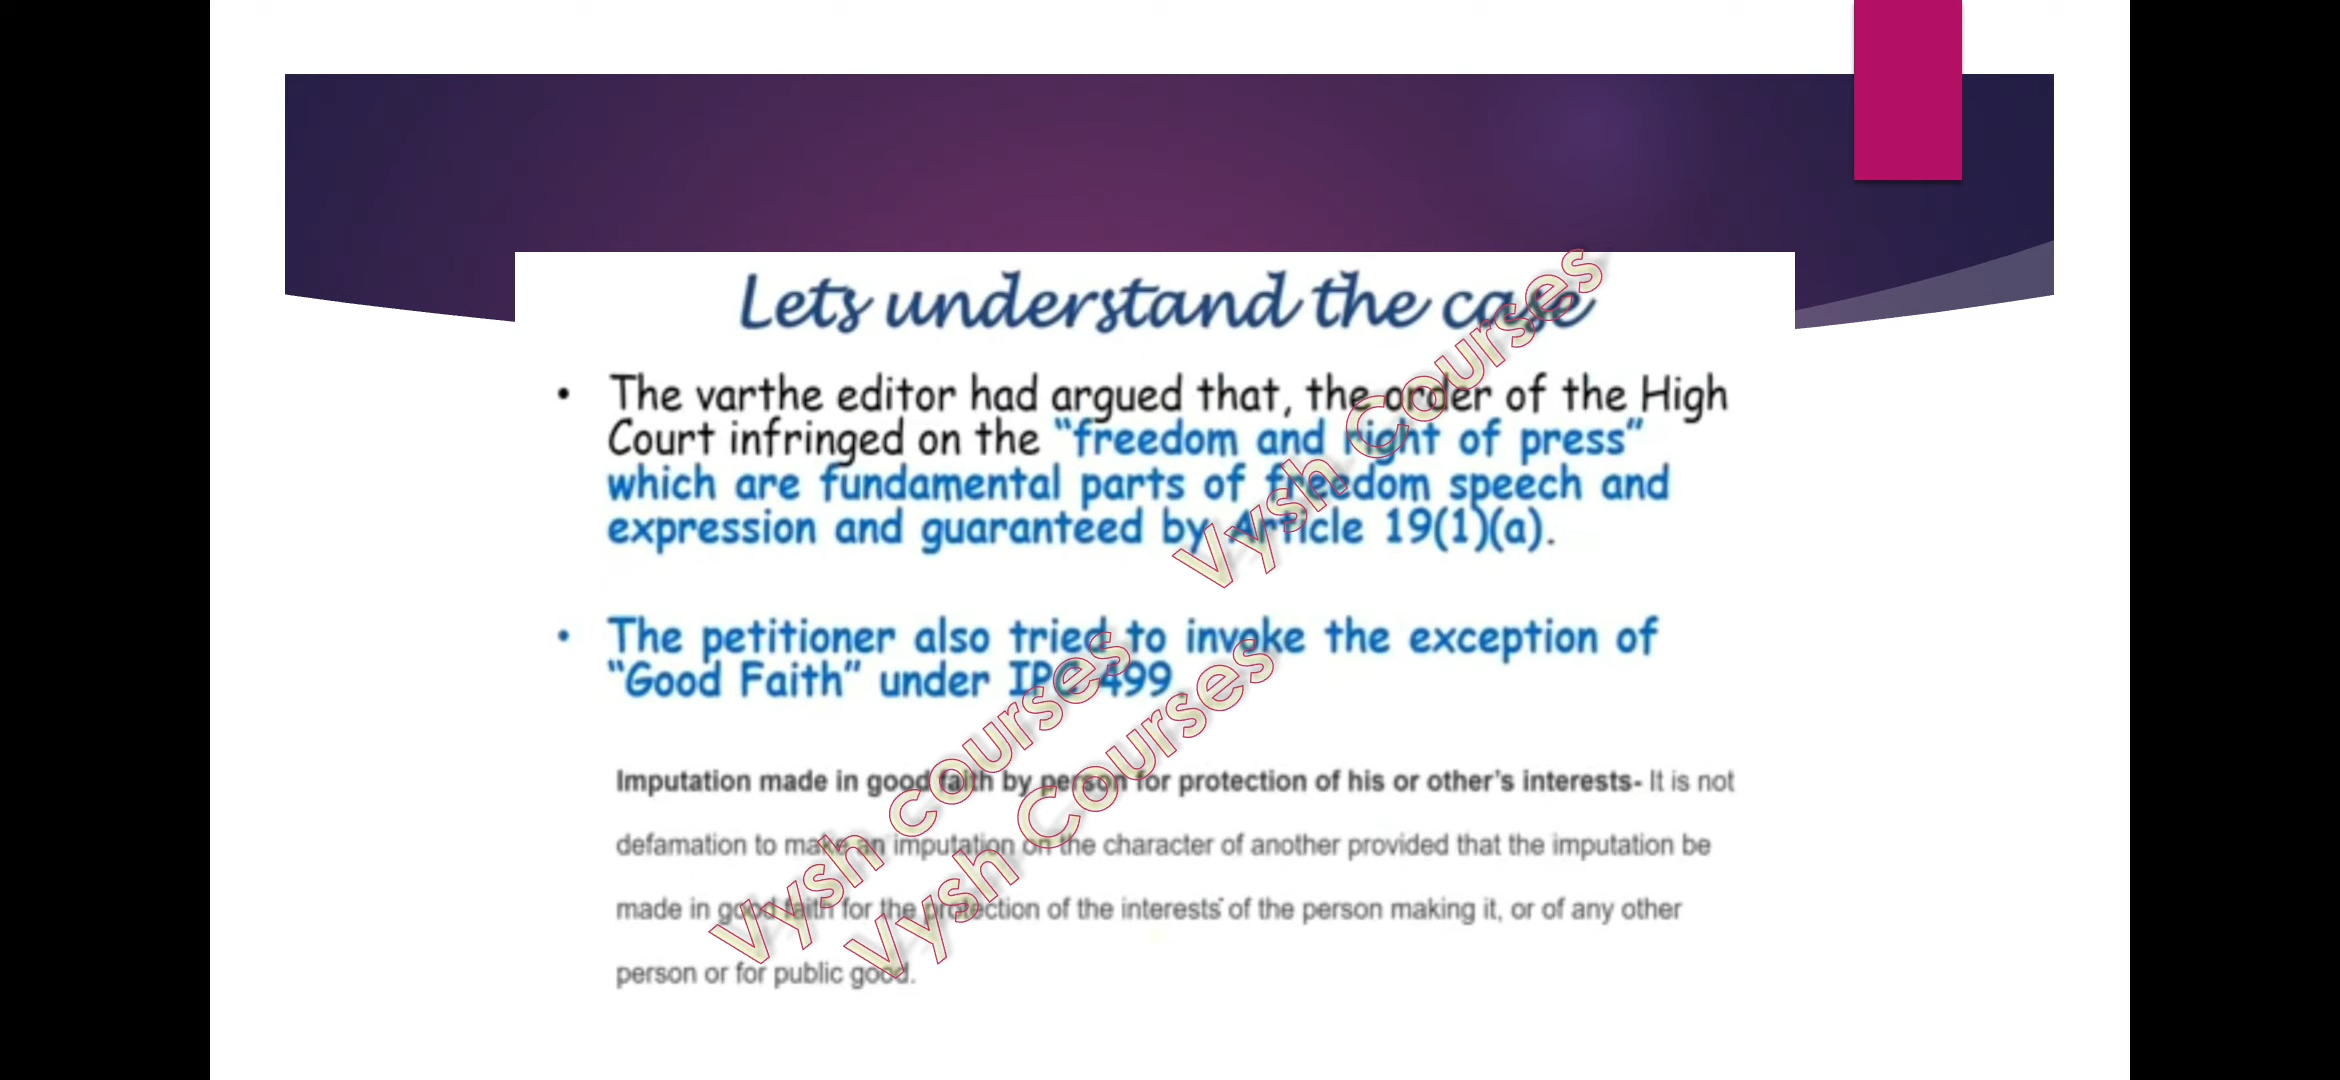 Lets understand the case
• The varthe editor had argued that, the order of the High
Court infringed on the “freedom and right of press”
which are fundamental parts of freedom speech and
expression and guaranteed by Article 19(1)(a).
• The petitioner also tried to invoke the exception of
“Good Faith” under IPC 499.
Imputation made in good faith by person for protection of his or other’s interests- It is not
defamation to make an imputation on the character of another provided that the imputation be
made in good faith for the protection of the interests of the person making it, or of any other
person or for public good.
Vysh Courses
Vysh courses
Vysh Courses